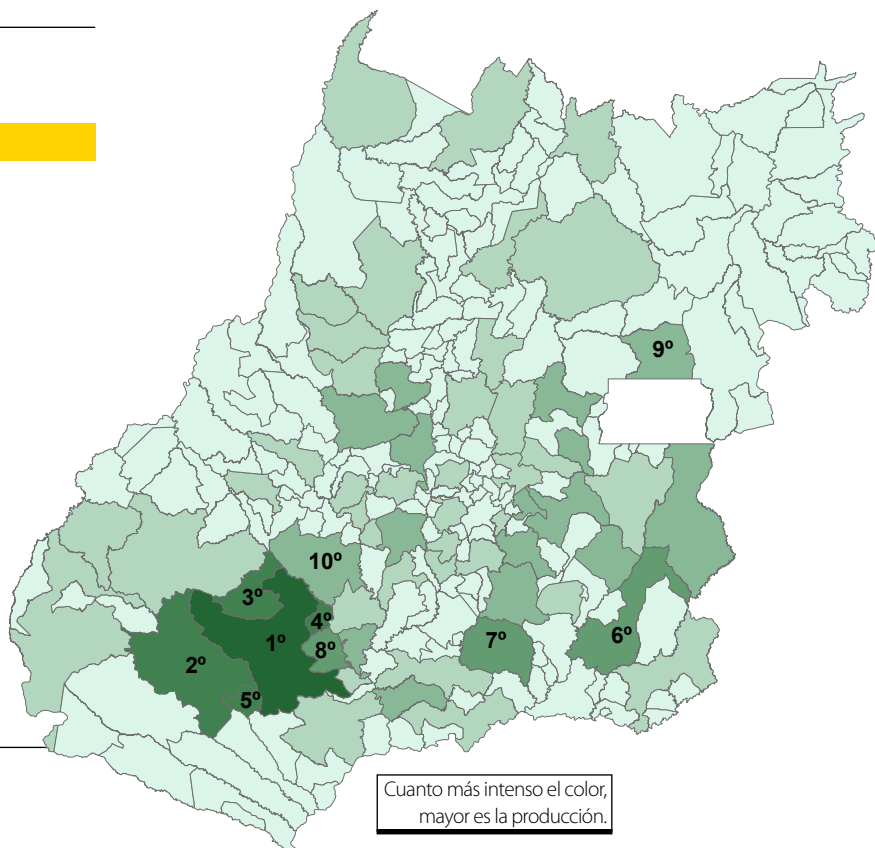 9º
10º
3º
4º
1º
8º
7º
6º
2º
5º
Cuanto más intenso el color,
mayor es la producción.